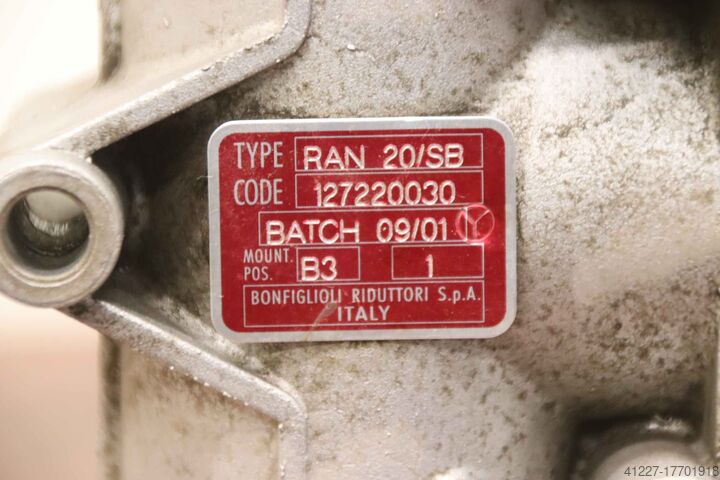 TYPE RAN 20/SB
CODE 127220030
BATCH 09/01 Y
MOUNT. POS. B3 1
BONFIGLIOLI RIDUTTORI S.p.A.
ITALY
41227-17701918